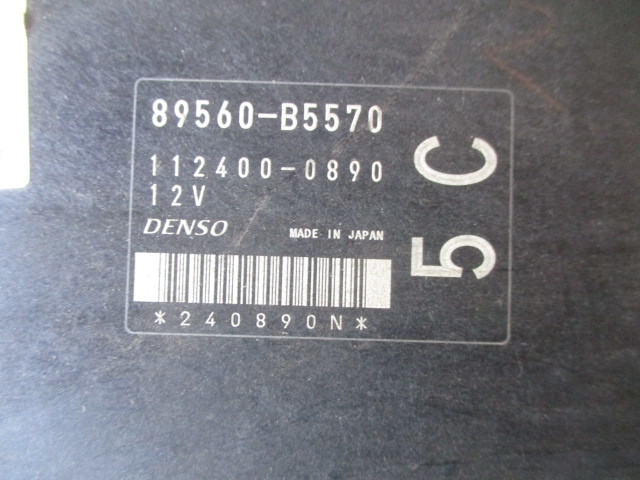 89560-B5570
112400-0890
12V
DENSO MADE IN JAPAN
*240890N*
5C